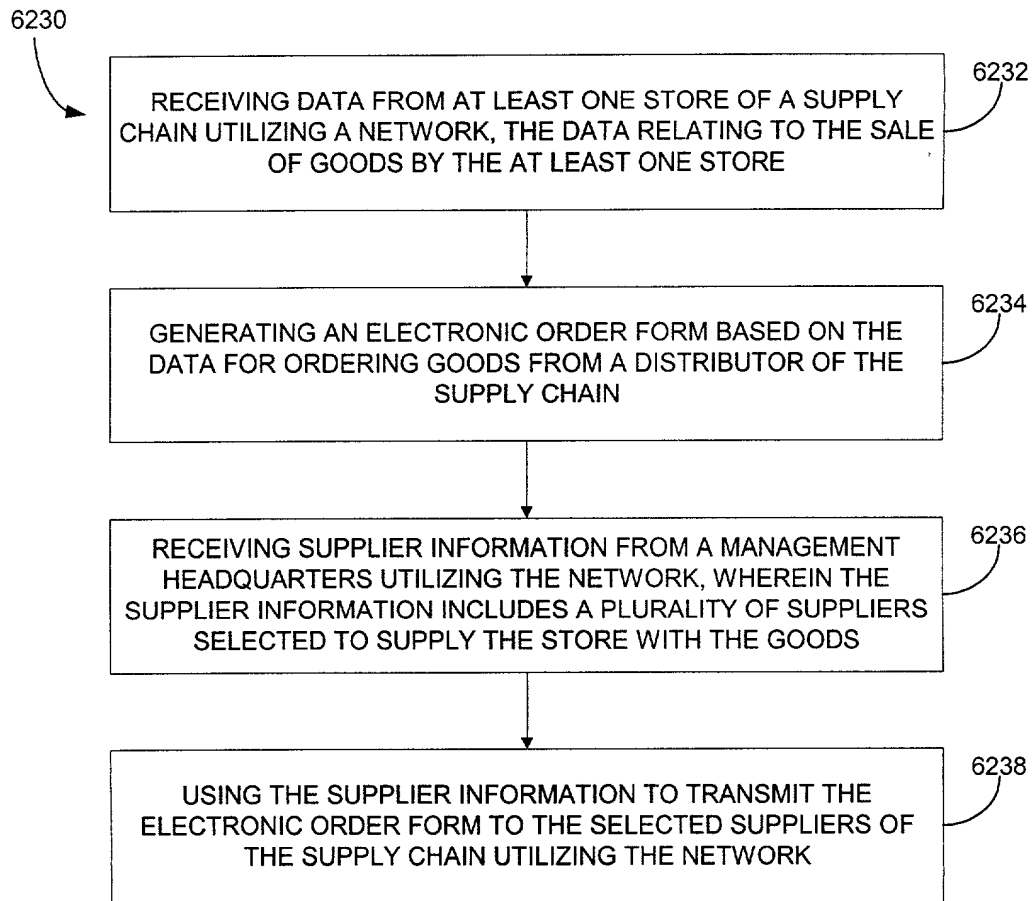 6230
6232
RECEIVING DATA FROM AT LEAST ONE STORE OF A SUPPLY
CHAIN UTILIZING A NETWORK, THE DATA RELATING TO THE SALE
OF GOODS BY THE AT LEAST ONE STORE
6234
GENERATING AN ELECTRONIC ORDER FORM BASED ON THE
DATA FOR ORDERING GOODS FROM A DISTRIBUTOR OF THE
SUPPLY CHAIN
6236
RECEIVING SUPPLIER INFORMATION FROM A MANAGEMENT
HEADQUARTERS UTILIZING THE NETWORK, WHEREIN THE
SUPPLIER INFORMATION INCLUDES A PLURALITY OF SUPPLIERS
SELECTED TO SUPPLY THE STORE WITH THE GOODS
6238
USING THE SUPPLIER INFORMATION TO TRANSMIT THE
ELECTRONIC ORDER FORM TO THE SELECTED SUPPLIERS OF
THE SUPPLY CHAIN UTILIZING THE NETWORK